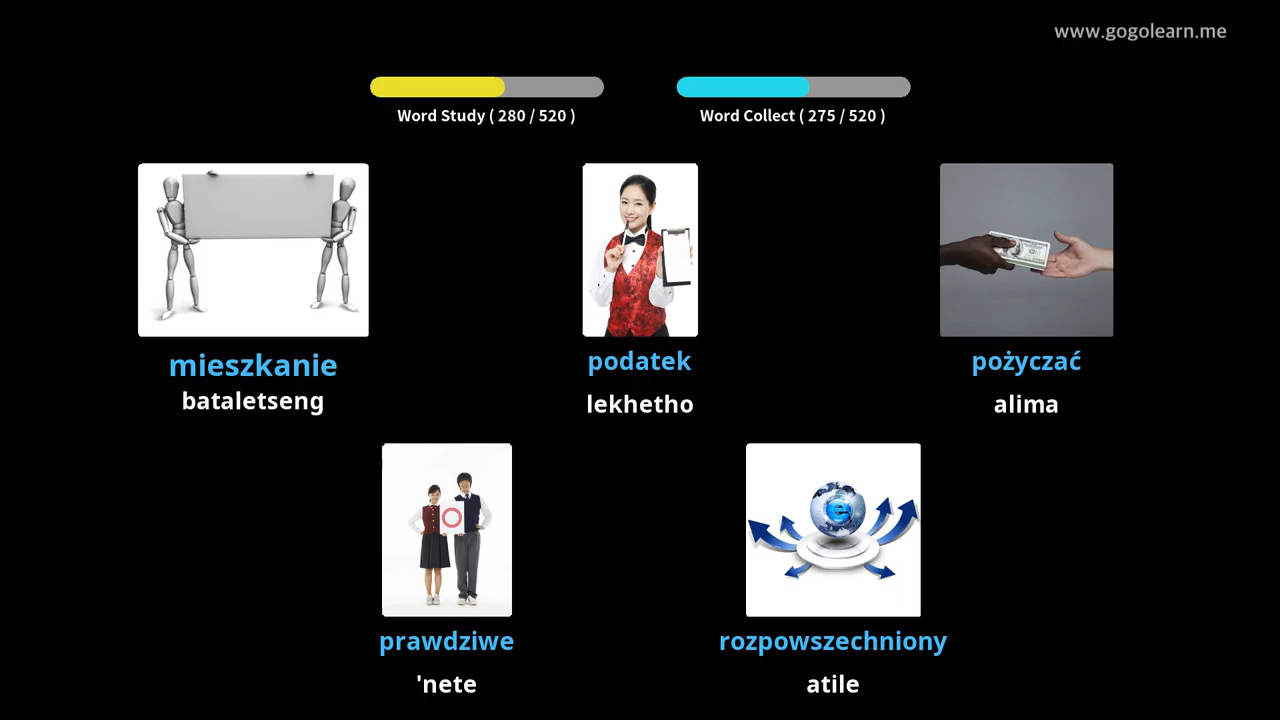 www.gogolearn.me
Word Study ( 280 / 520 )
Word Collect ( 275 / 520 )
mieszkanie
bataletseng
podatek
lekhetho
pożyczać
alima
prawdziwe
'nete
rozpowszechniony
atile